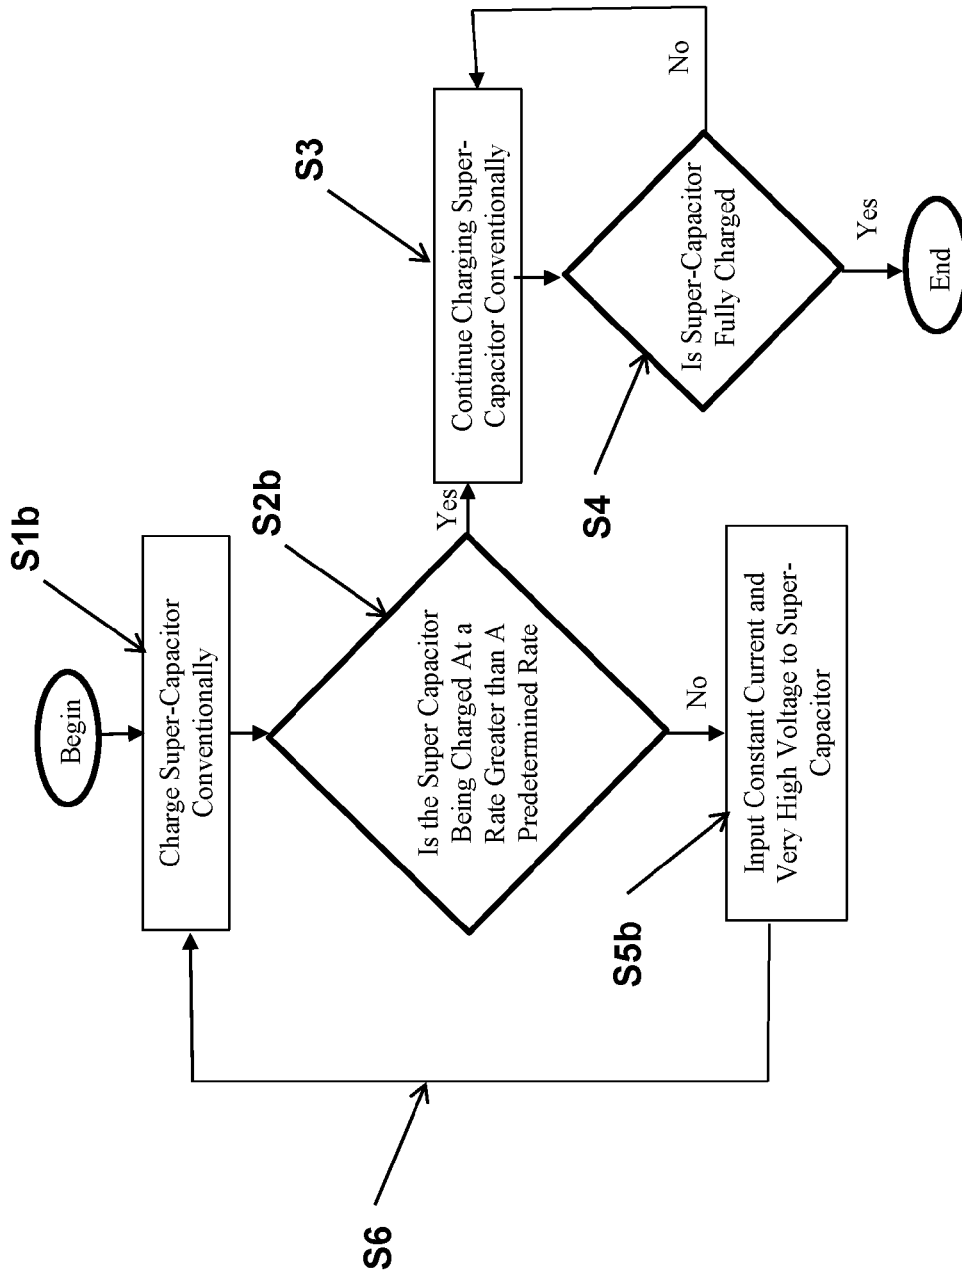 Begin
S1b
Charge Super-Capacitor
Conventionally
S2b
Is the Super Capacitor
Being Charged At a
Rate Greater than A
Predetermined Rate
Yes
No
S3
Continue Charging Super-
Capacitor Conventionally
S4
Is Super-Capacitor
Fully Charged
No
Yes
End
S5b
Input Constant Current and
Very High Voltage to Super-
Capacitor
S6